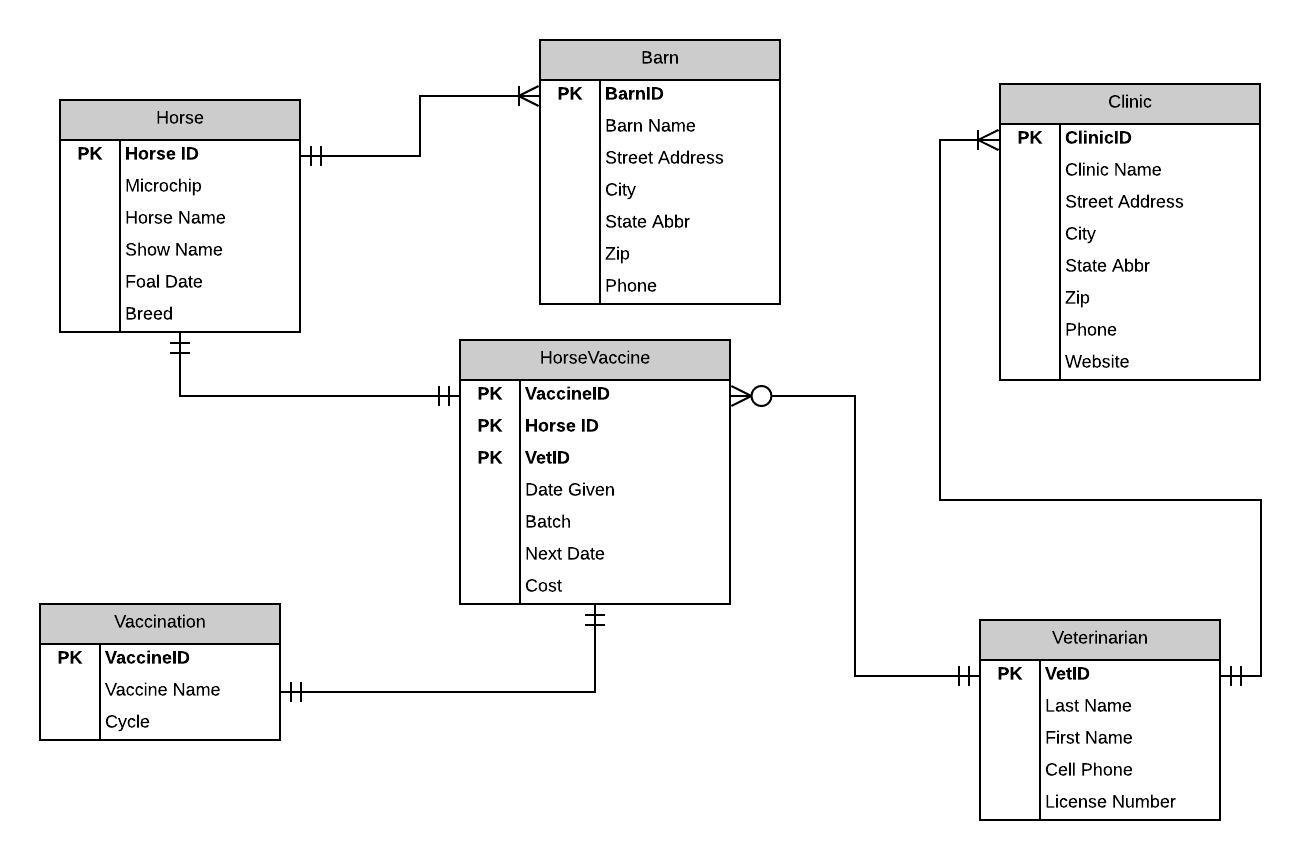 Barn
PK BarnID
Barn Name
Street Address
City
State Abbr
Zip
Phone
Clinic
PK ClinicID
Clinic Name
Street Address
City
State Abbr
Zip
Phone
Website
Horse
PK Horse ID
Microchip
Horse Name
Show Name
Foal Date
Breed
HorseVaccine
PK VaccineID
PK Horse ID
PK VetID
Date Given
Batch
Next Date
Cost
Vaccination
PK VaccineID
Vaccine Name
Cycle
Veterinarian
PK VetID
Last Name
First Name
Cell Phone
License Number